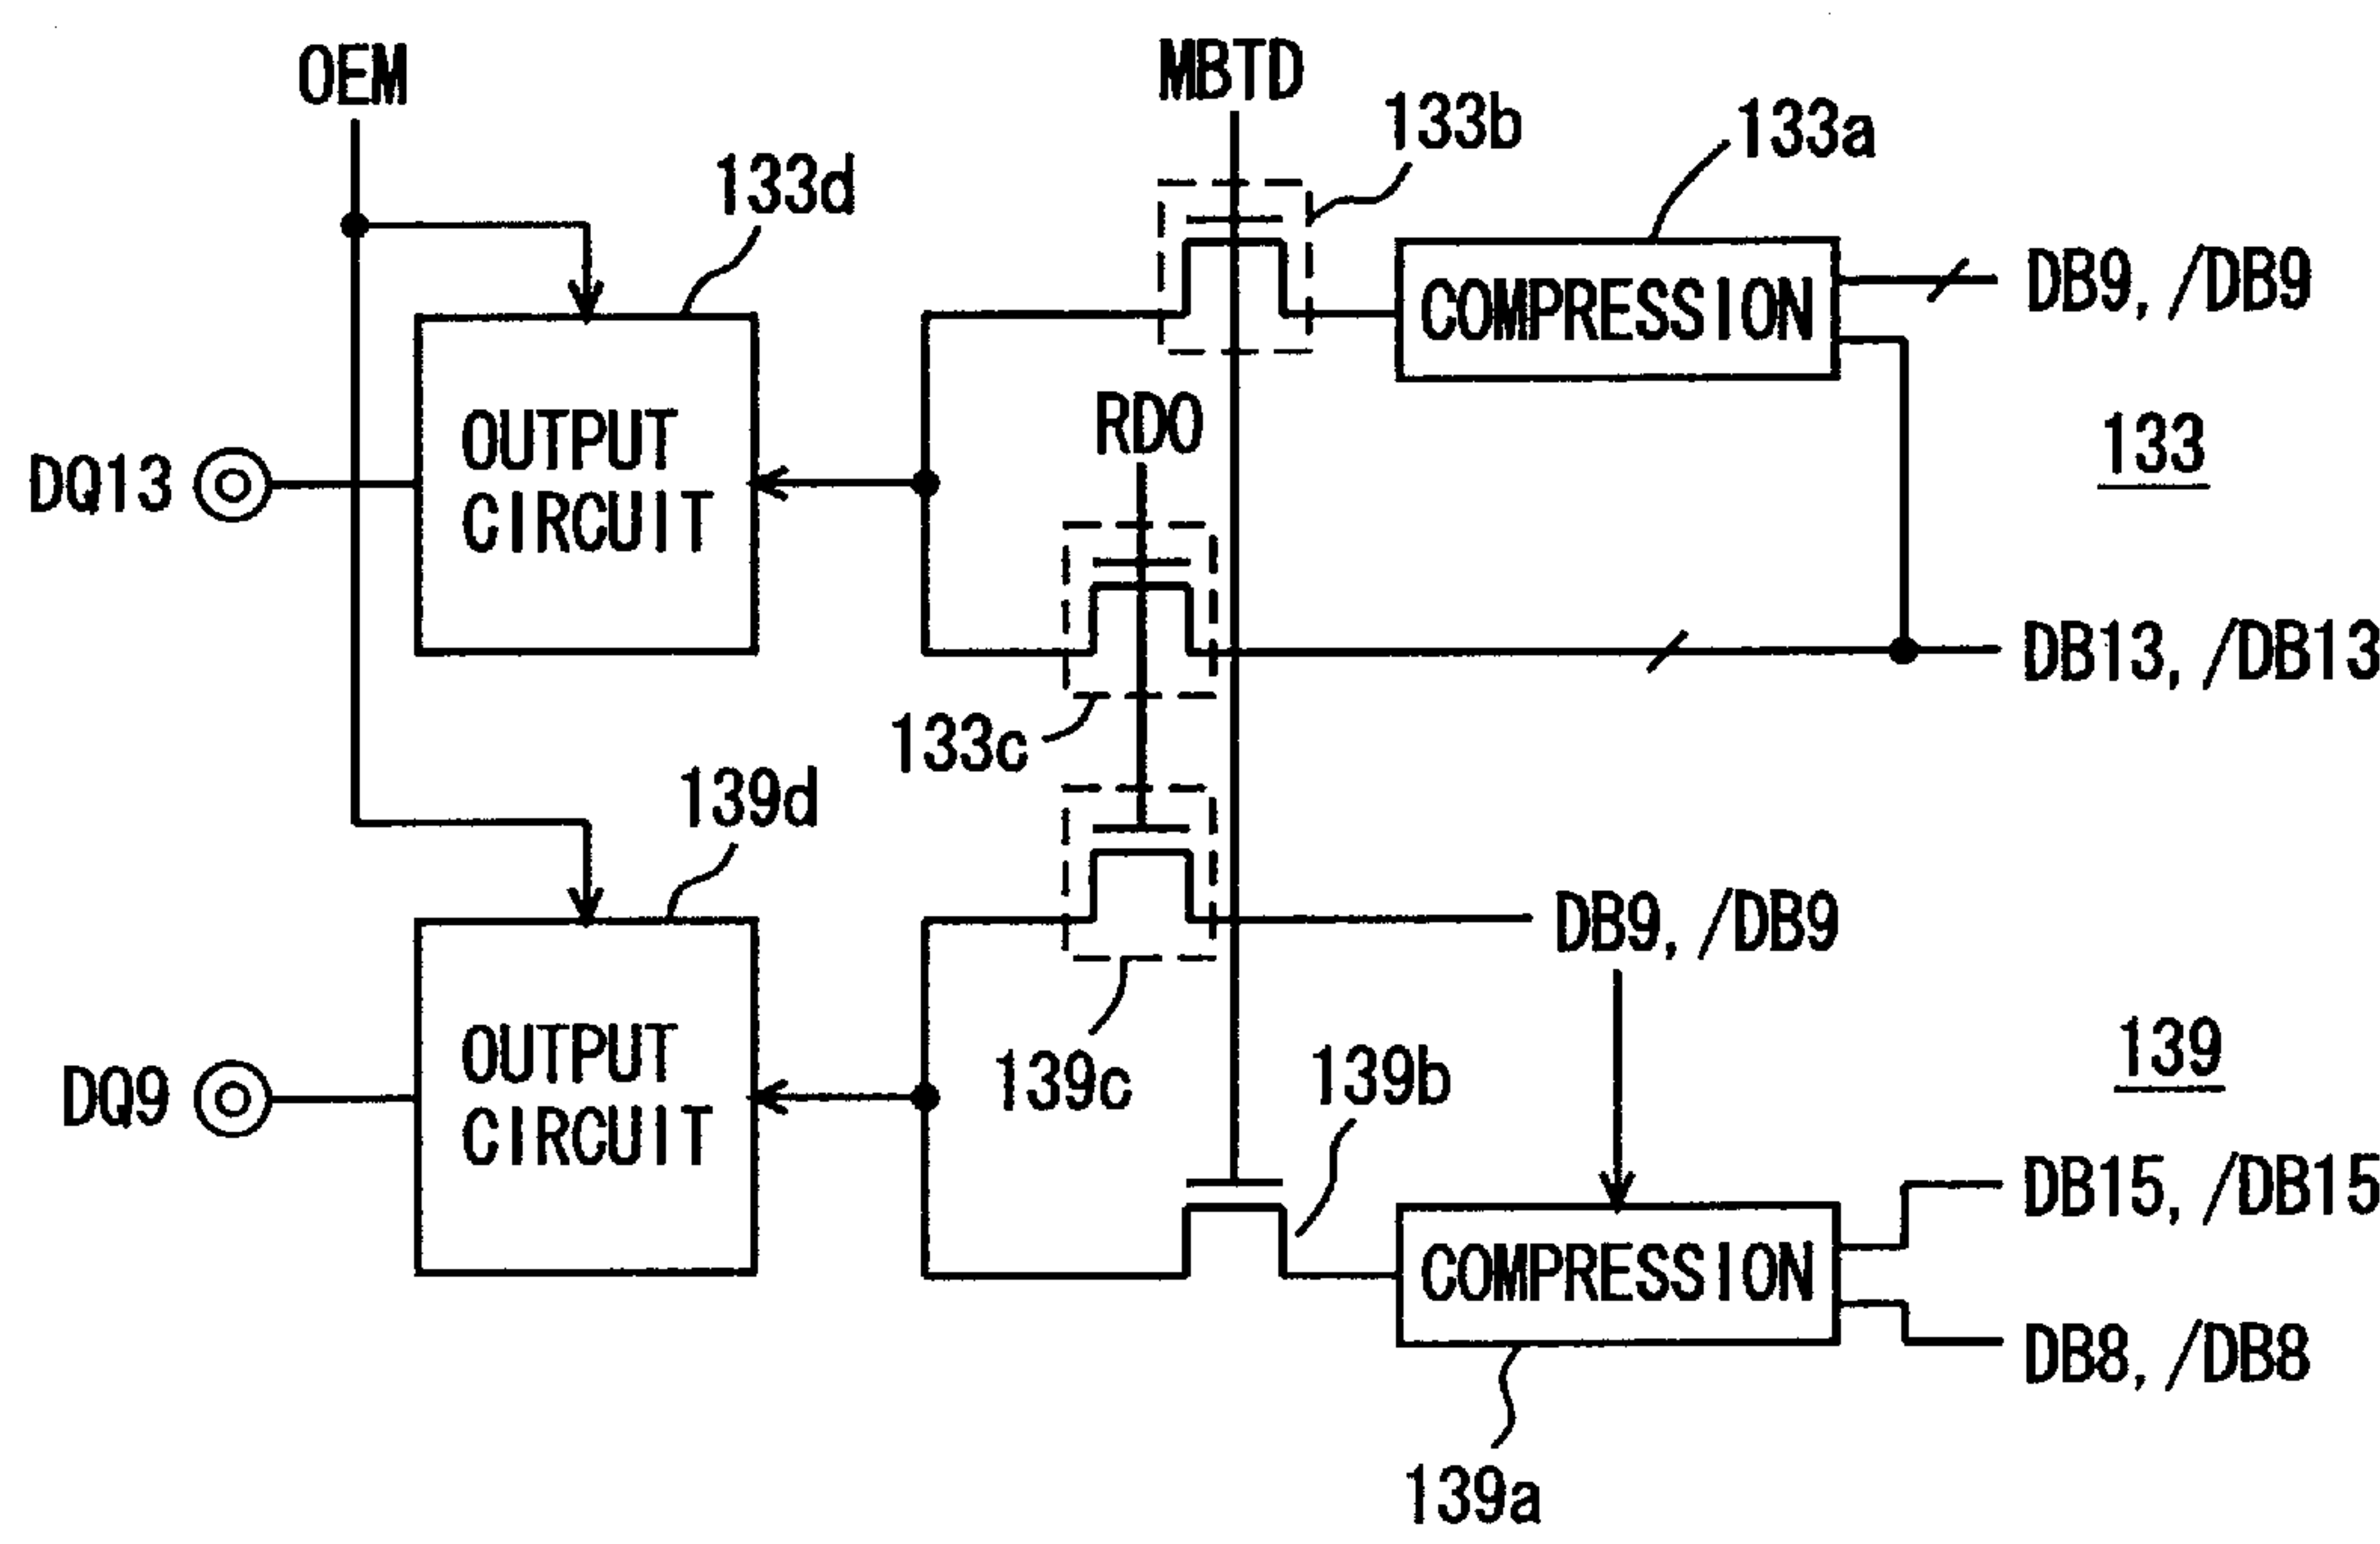 OEM
MBTD
133b
133a
133d
DB9, /DB9
COMPRESSION
RDO
133
OUTPUT
CIRCUIT
DQ13
DB13, /DB13
133c
139d
DB9, /DB9
139
OUTPUT
CIRCUIT
139c
139b
DQ9
DB15, /DB15
COMPRESSION
DB8, /DB8
139a